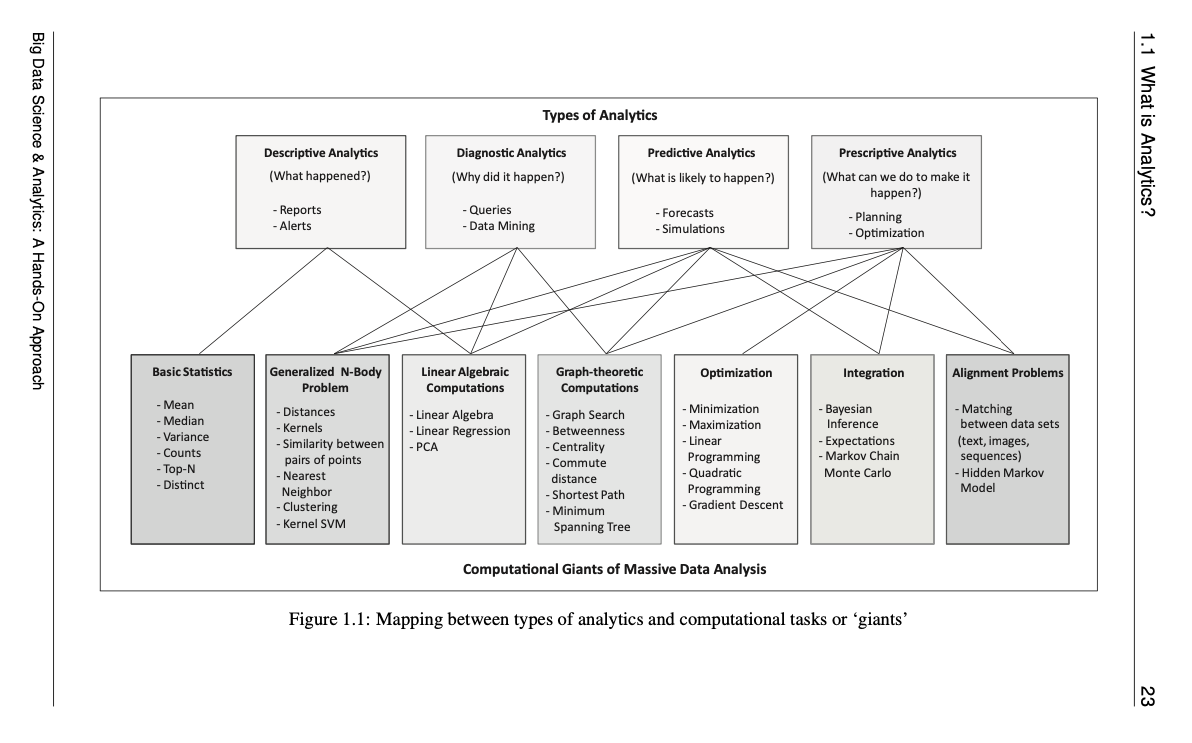 Big Data Science & Analytics: A Hands-On Approach
1.1 What is Analytics?
23
Types of Analytics
Descriptive Analytics
(What happened?)
- Reports
- Alerts
Diagnostic Analytics
(Why did it happen?)
- Queries
- Data Mining
Predictive Analytics
(What is likely to happen?)
- Forecasts
- Simulations
Prescriptive Analytics
(What can we do to make it
happen?)
- Planning
- Optimization
Basic Statistics
- Mean
- Median
- Variance
- Counts
- Top-N
- Distinct
Generalized N-Body
Problem
- Distances
- Kernels
- Similarity between
pairs of points
- Nearest
Neighbor
- Clustering
- Kernel SVM
Linear Algebraic
Computations
- Linear Algebra
- Linear Regression
- PCA
Graph-theoretic
Computations
- Graph Search
- Betweenness
- Centrality
- Commute
distance
- Shortest Path
- Minimum
Spanning Tree
Optimization
- Minimization
- Maximization
- Linear
Programming
- Quadratic
Programming
- Gradient Descent
Integration
- Bayesian
Inference
- Expectations
- Markov Chain
Monte Carlo
Alignment Problems
- Matching
between data sets
(text, images,
sequences)
- Hidden Markov
Model
Computational Giants of Massive Data Analysis
Figure 1.1: Mapping between types of analytics and computational tasks or ‘giants’